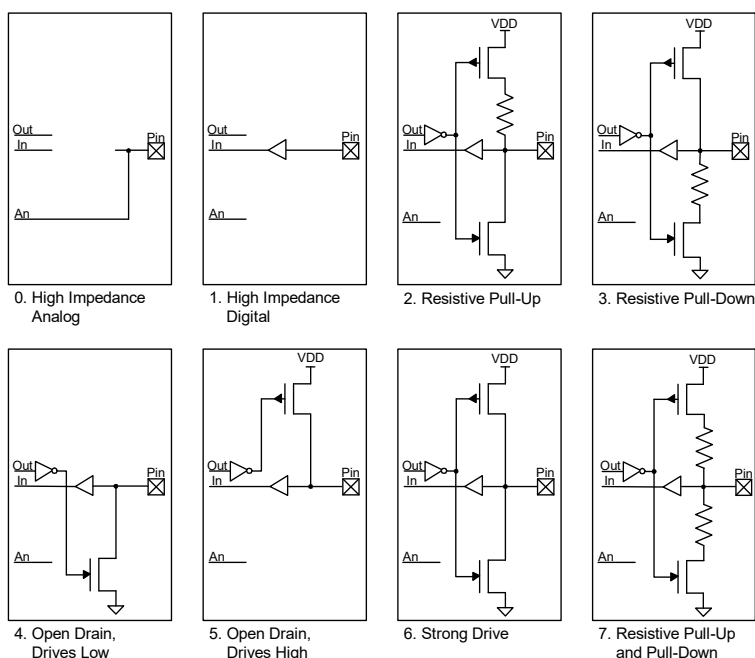 VDD
VDD
Out
In
Pin
An
Out
In
Pin
An
Out
In
Pin
An
Out
In
Pin
An
0. High Impedance
Analog
1. High Impedance
Digital
2. Resistive Pull-Up
3. Resistive Pull-Down
VDD
VDD
VDD
Out
In
Pin
An
Out
In
Pin
An
Out
In
Pin
An
Out
In
Pin
An
4. Open Drain,
Drives Low
5. Open Drain,
Drives High
6. Strong Drive
7. Resistive Pull-Up
and Pull-Down